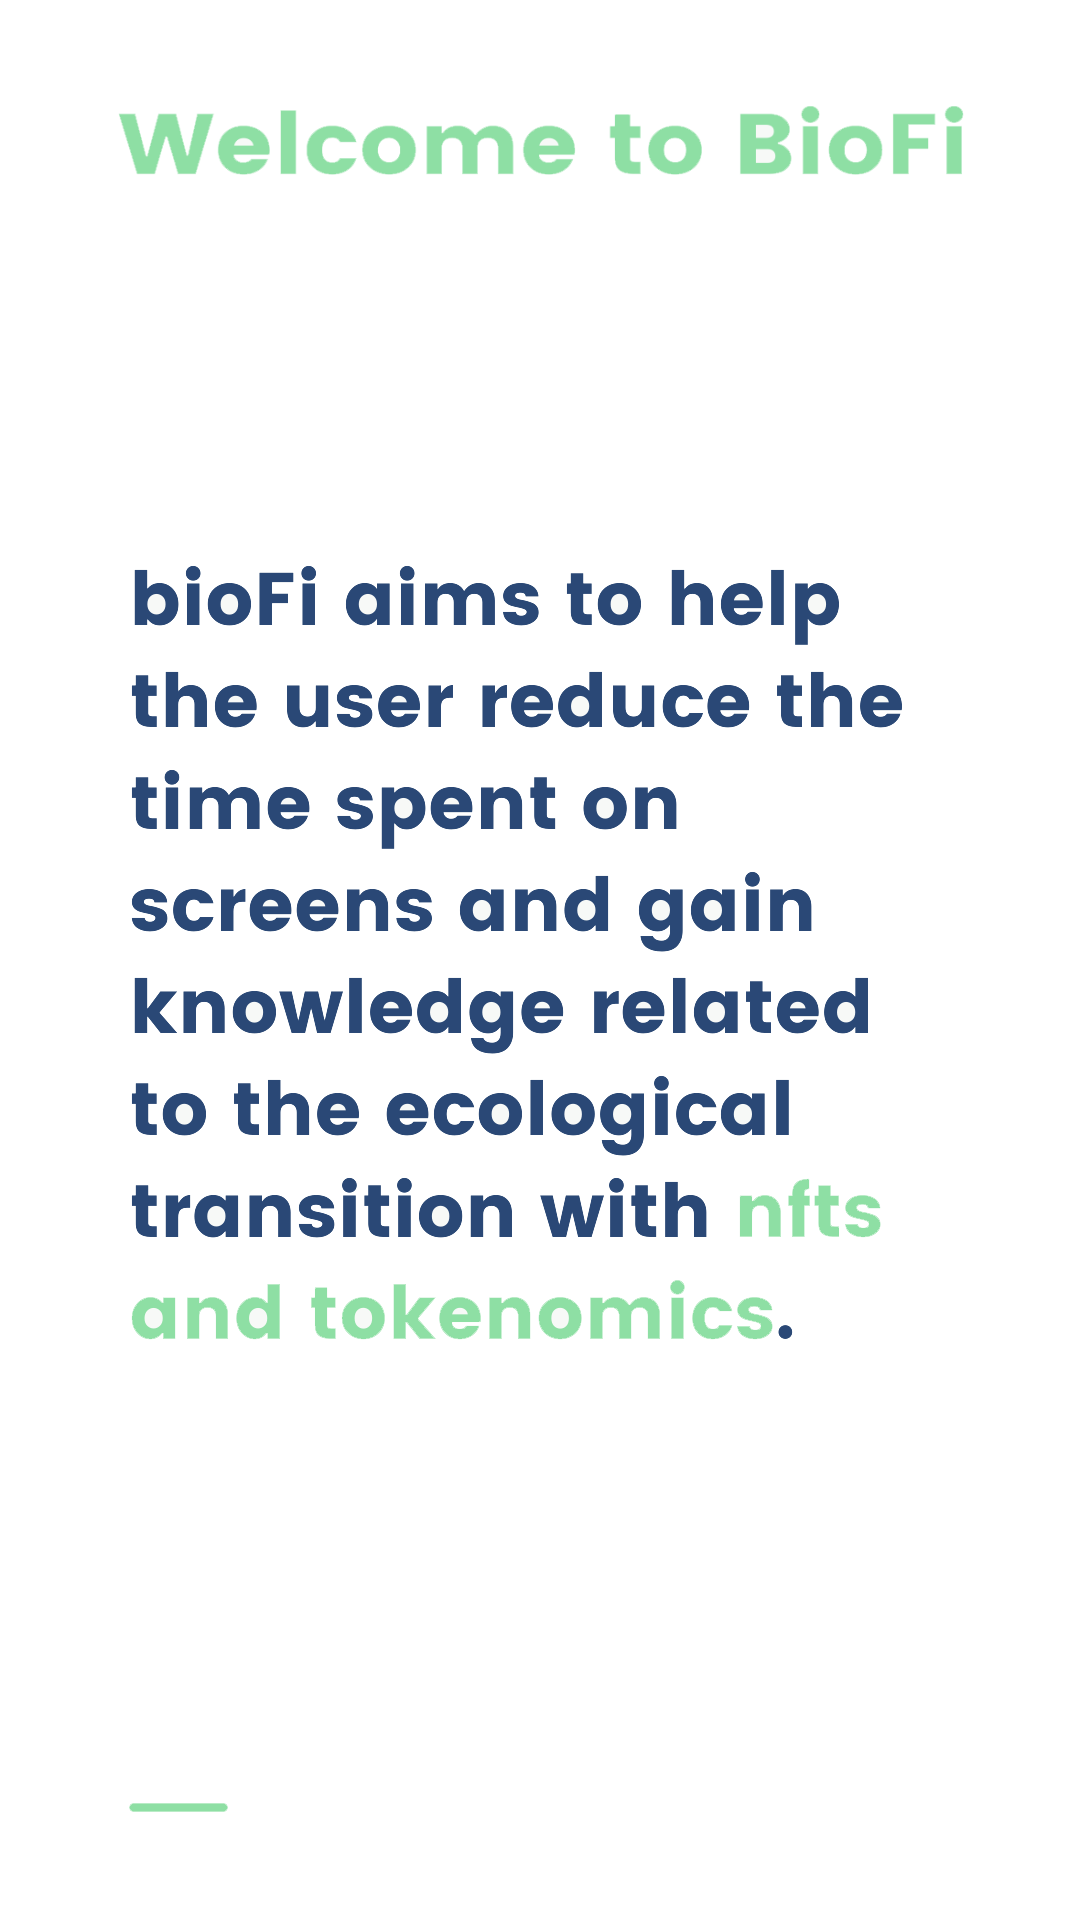 Welcome to BioFi
bioFi aims to help
the user reduce the
time spent on
screens and gain
knowledge related
to the ecological
transition with nfts
and tokenomics.